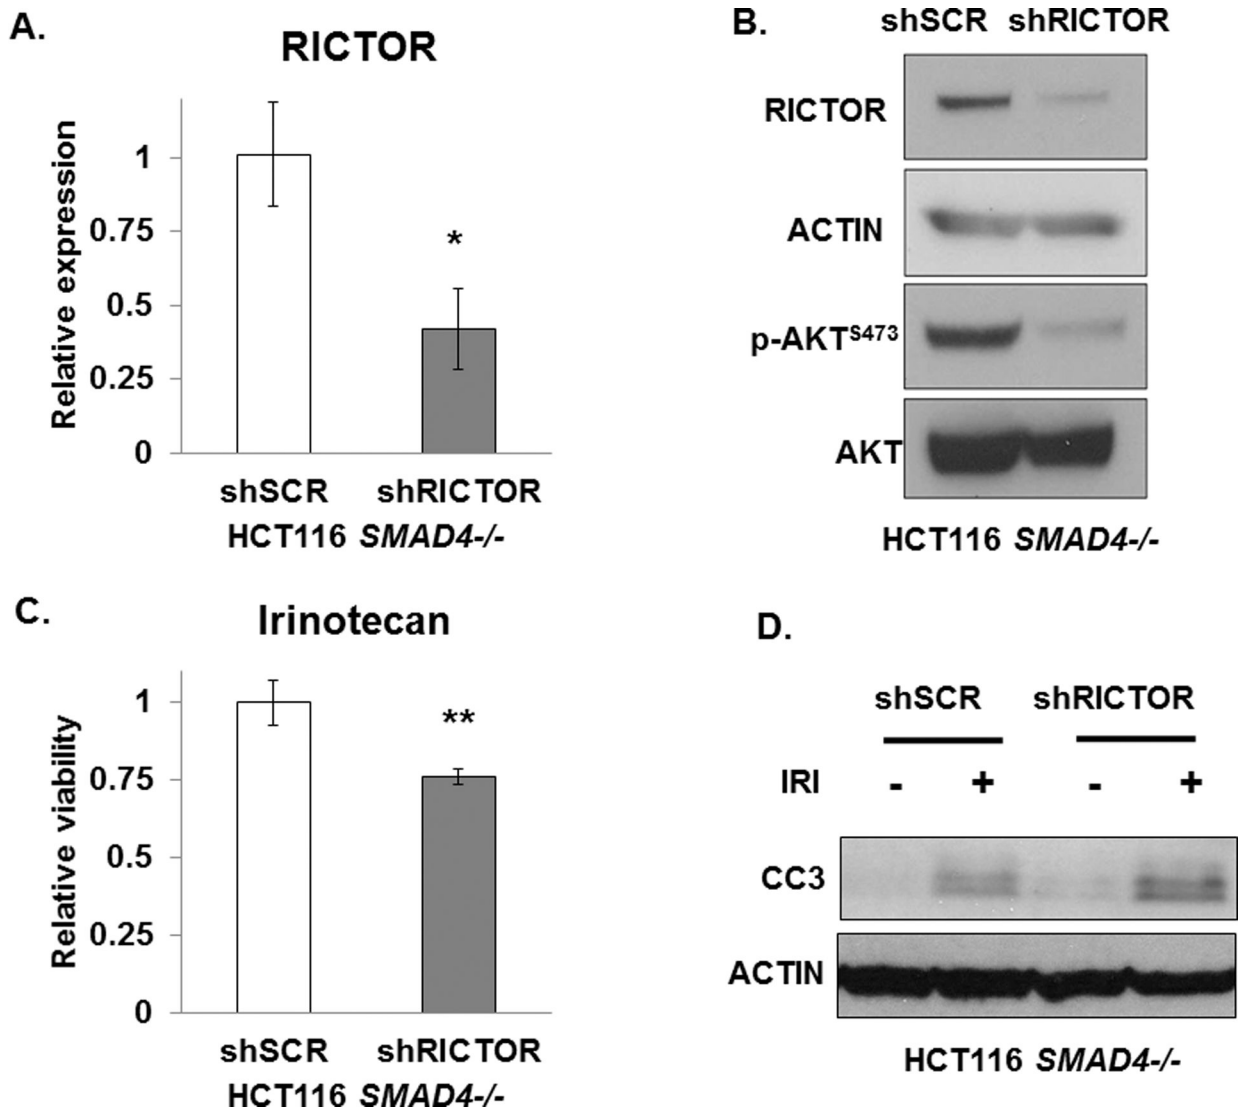 A.
RICTOR
Relative expression
1
0.75
0.5
0.25
0
*
shSCR shRICTOR
HCT116 SMAD4-/-
B.
shSCR shRICTOR
RICTOR
ACTIN
p-AKTS473
AKT
HCT116 SMAD4-/-
C.
Irinotecan
Relative viability
1
0.75
0.5
0.25
0
**
shSCR shRICTOR
HCT116 SMAD4-/-
D.
shSCR shRICTOR
IRI - + - +
CC3
ACTIN
HCT116 SMAD4-/-